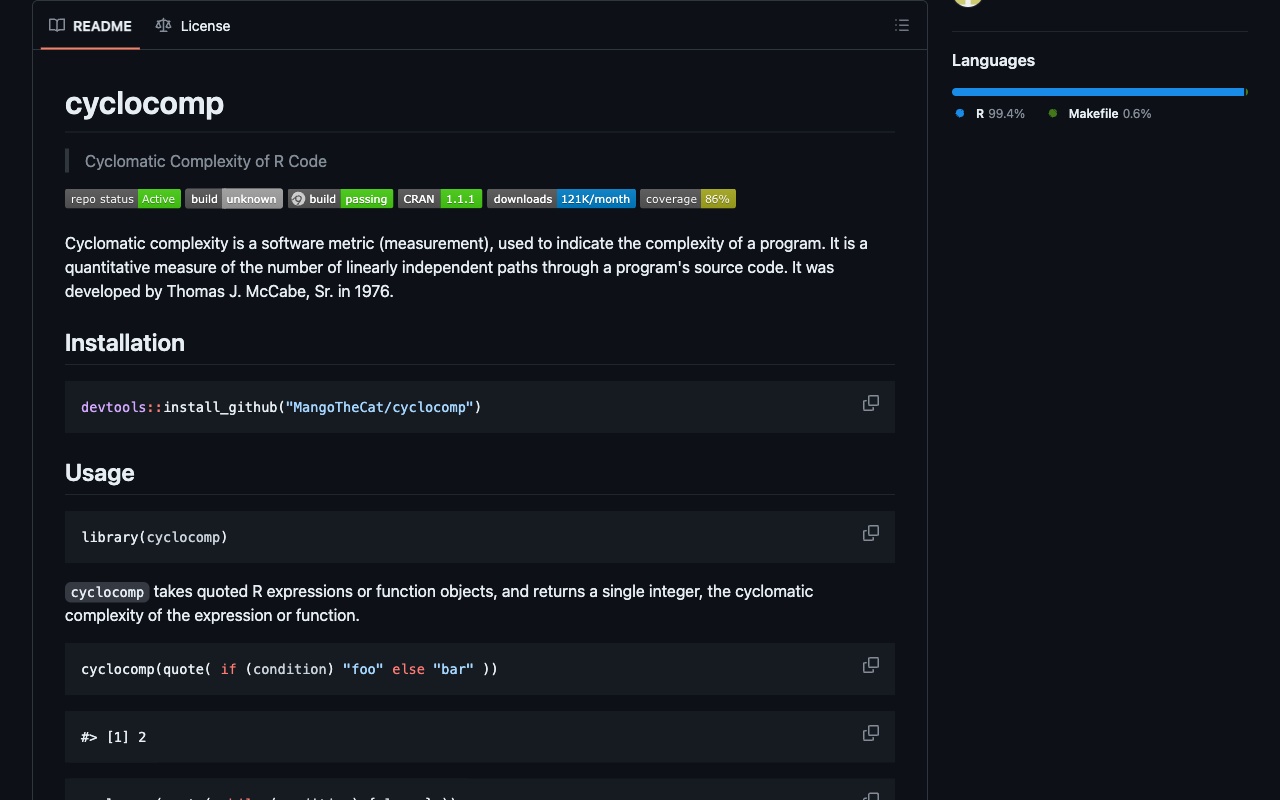 README License
Languages
R 99.4% Makefile 0.6%
cyclocomp
Cyclomatic Complexity of R Code
repo status Active build unknown build passing CRAN 1.1.1 downloads 121K/month coverage 86%
Cyclomatic complexity is a software metric (measurement), used to indicate the complexity of a program. It is a
quantitative measure of the number of linearly independent paths through a program's source code. It was
developed by Thomas J. McCabe, Sr. in 1976.
Installation
devtools::install_github("MangoTheCat/cyclocomp")
Usage
library(cyclocomp)
cyclocomp takes quoted R expressions or function objects, and returns a single integer, the cyclomatic
complexity of the expression or function.
cyclocomp(quote( if (condition) "foo" else "bar" ))
#> [1] 2